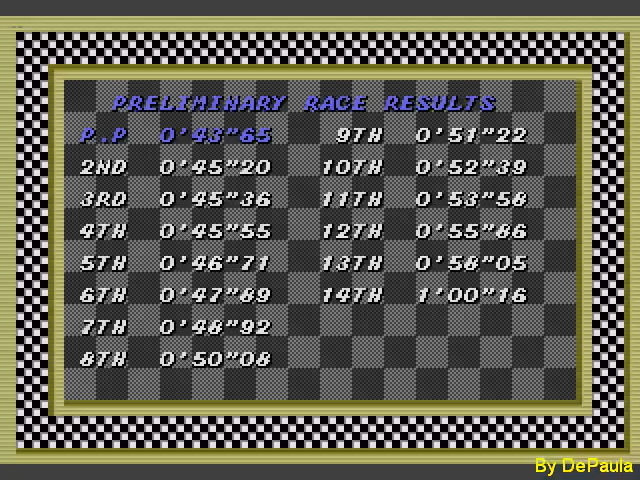 PRELIMINARY RACE RESULTS
P.P 0'43"65 9TH 0'51"22
2ND 0'45"20 10TH 0'52"39
3RD 0'45"36 11TH 0'53"58
4TH 0'45"55 12TH 0'55"86
5TH 0'46"71 13TH 0'58"05
6TH 0'47"89 14TH 1'00"16
7TH 0'48"92
8TH 0'50"08
By DePaula